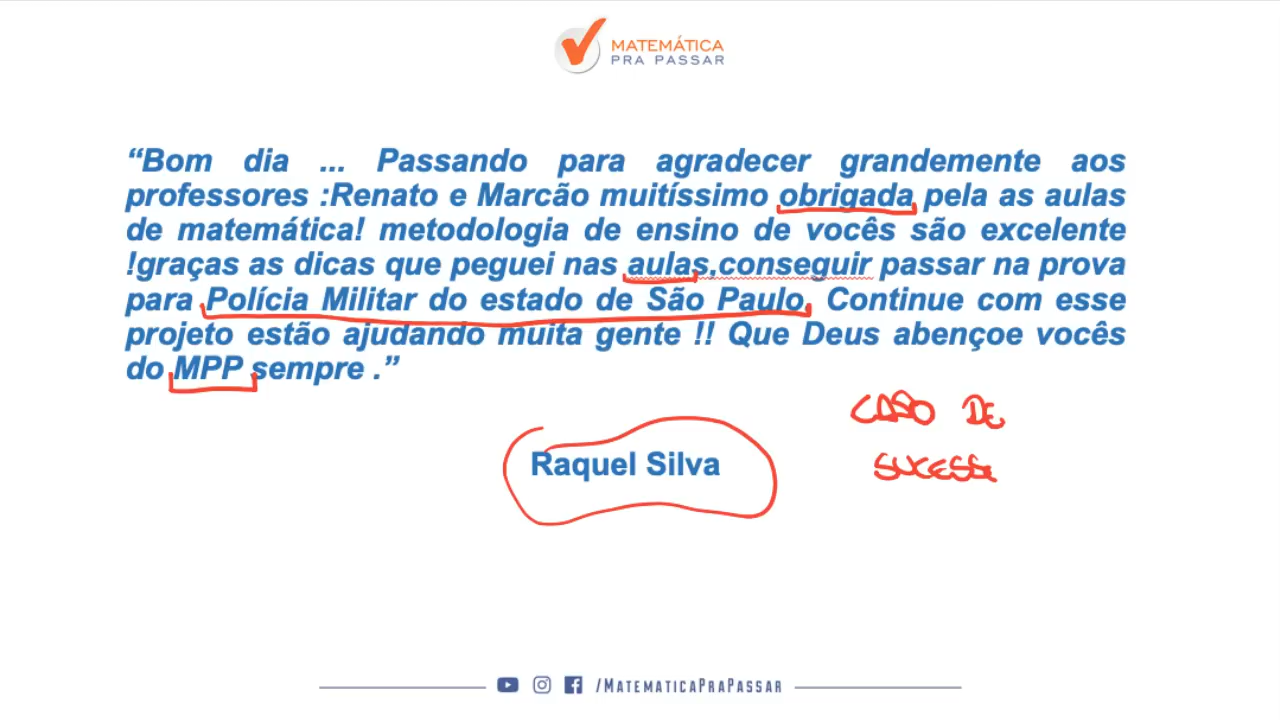 MATEMÁTICA
PRA PASSAR
“Bom dia ... Passando para agradecer grandemente aos
professores :Renato e Marcão muitíssimo obrigada pela as aulas
de matemática! metodologia de ensino de vocês são excelente
!graças as dicas que peguei nas aulas,conseguir passar na prova
para Polícia Militar do estado de São Paulo. Continue com esse
projeto estão ajudando muita gente !! Que Deus abençoe vocês
do MPP sempre .”
CASO DE
Raquel Silva
SUCESSO
/MATEMATICAPRAPASSAR